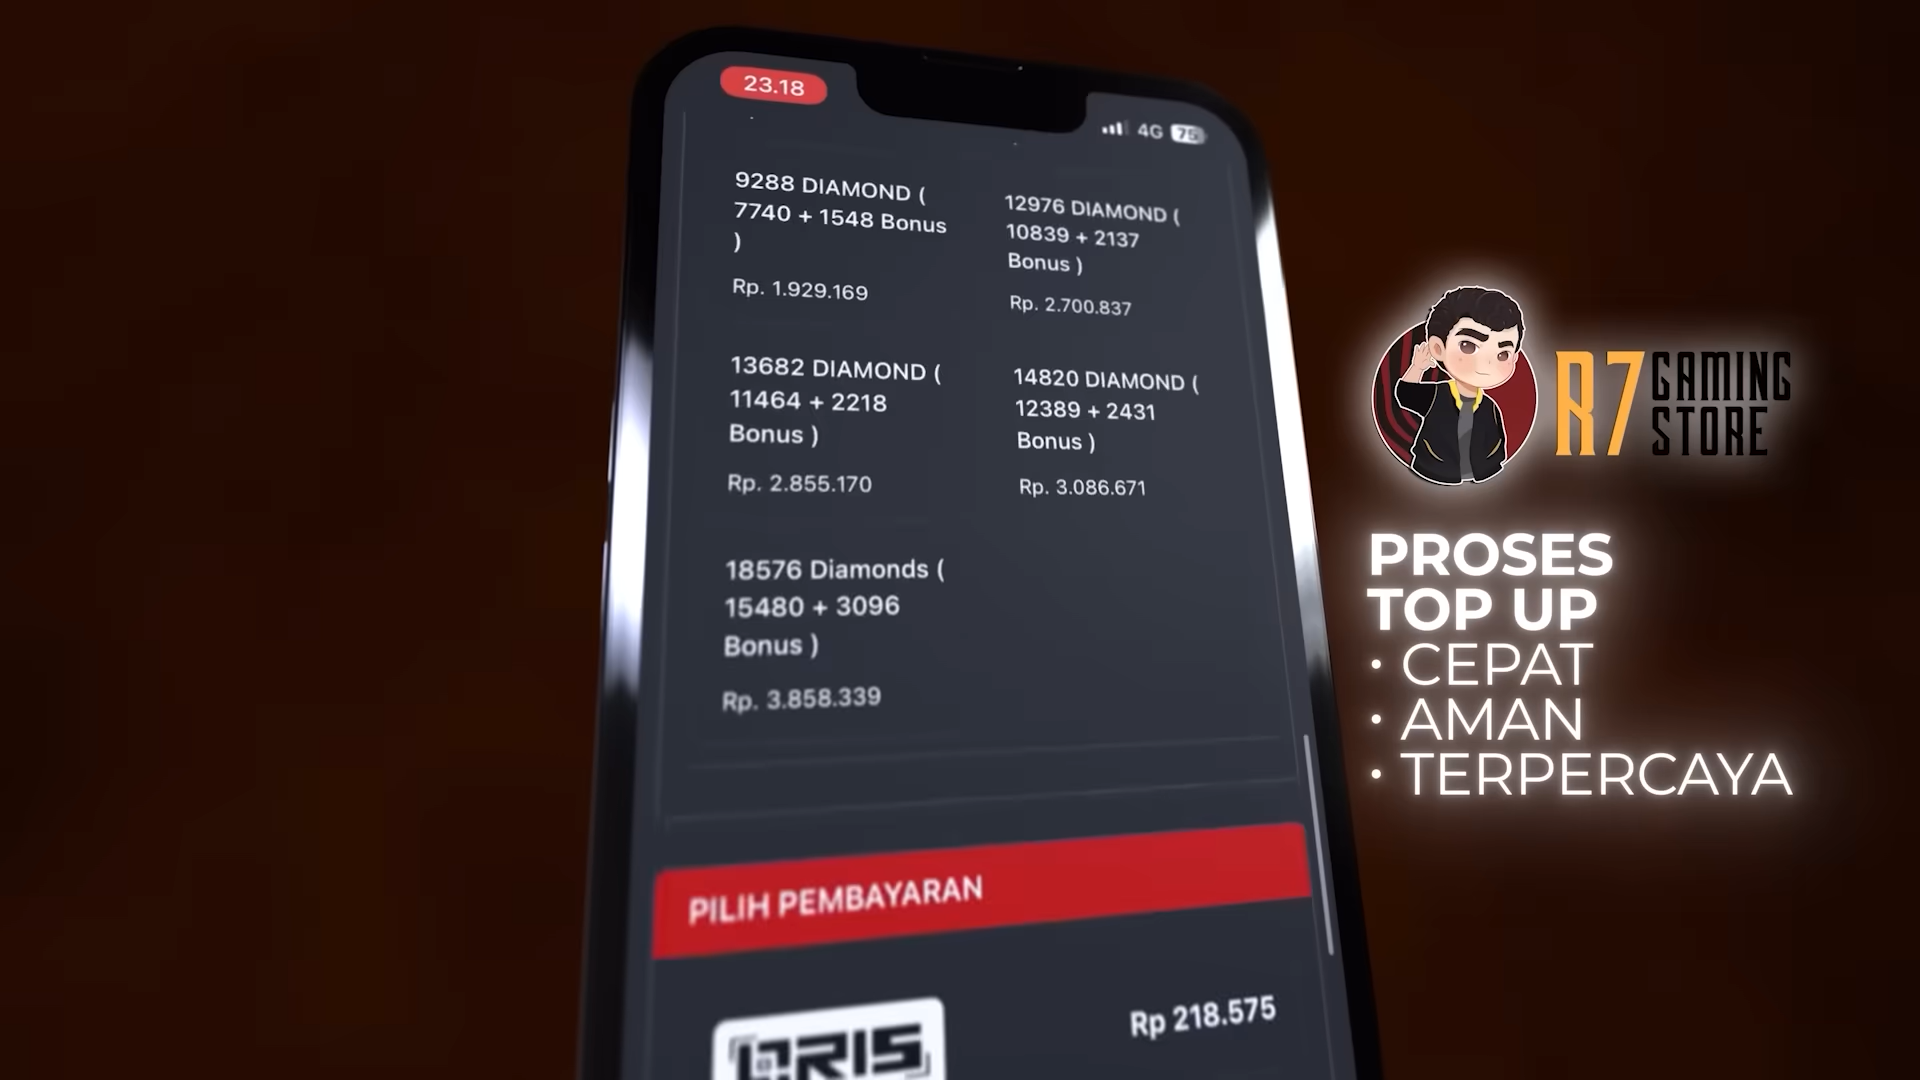 23.18
4G 75
9288 DIAMOND (
7740 + 1548 Bonus
)
Rp. 1.929.169
12976 DIAMOND (
10839 + 2137
Bonus )
Rp. 2.700.837
13682 DIAMOND (
11464 + 2218
Bonus )
Rp. 2.855.170
14820 DIAMOND (
12389 + 2431
Bonus )
Rp. 3.086.671
18576 Diamonds (
15480 + 3096
Bonus )
Rp. 3.858.339
PILIH PEMBAYARAN
QRIS
Rp 218.575
R7 GAMING
STORE
PROSES
TOP UP
• CEPAT
• AMAN
• TERPERCAYA